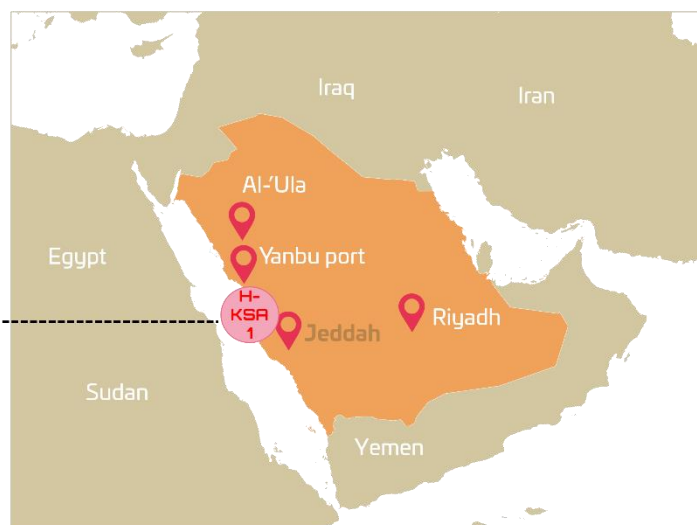 Iraq
Iran
Al-'Ula
Egypt
Yanbu port
H-
KSA
1
Riyadh
Jeddah
Sudan
Yemen